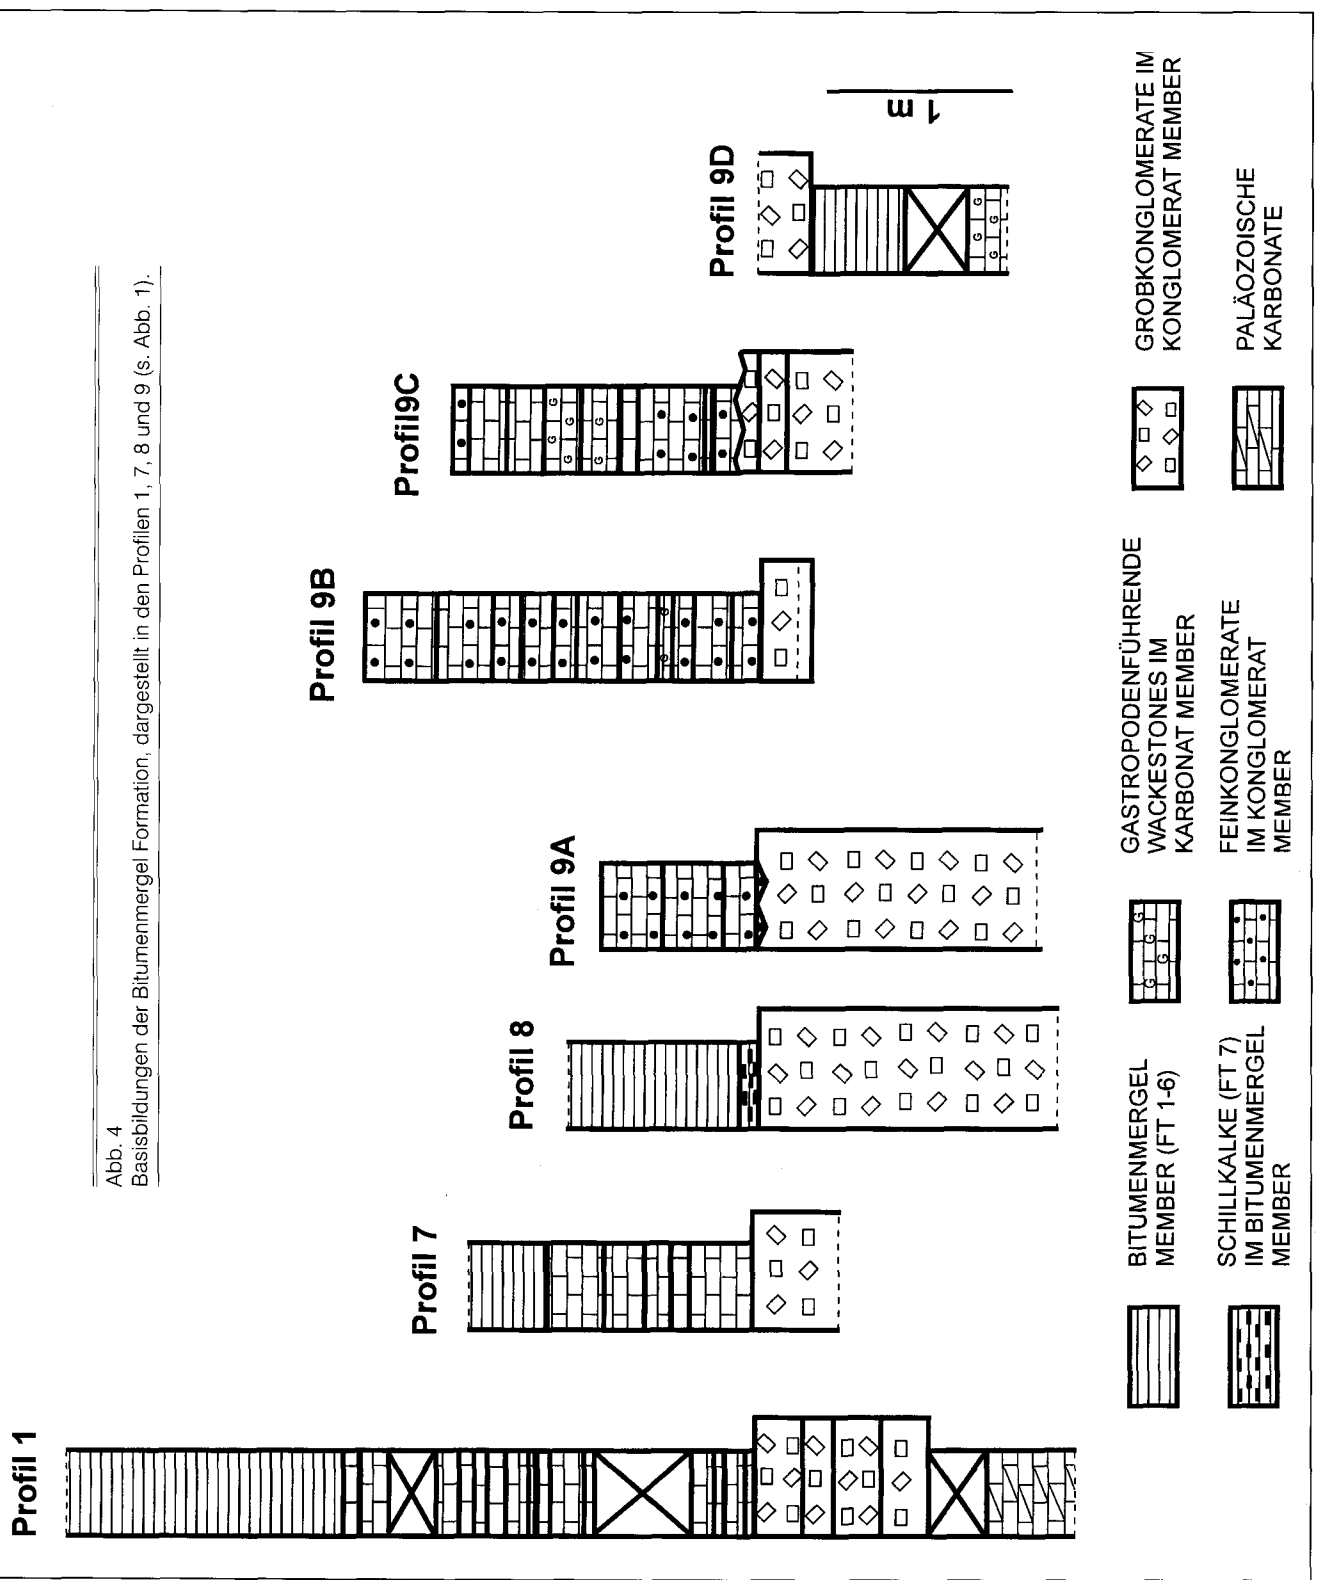 Abb. 4
Basisbildungen der Bitumenmergel Formation, dargestellt in den Profilen 1, 7, 8 und 9 (s. Abb. 1).
Profil 1
Profil 7
Profil 8
Profil 9A
Profil 9B
Profil9C
Profil 9D
1 m
BITUMENMERGEL
MEMBER (FT 1-6)
SCHILLKALKE (FT 7)
IM BITUMENMERGEL
MEMBER
GASTROPODENFÜHRENDE
WACKESTONES IM
KARBONAT MEMBER
FEINKONGLOMERATE
IM KONGLOMERAT
MEMBER
GROBKONGLOMERATE IM
KONGLOMERAT MEMBER
PALÄOZOISCHE
KARBONATE